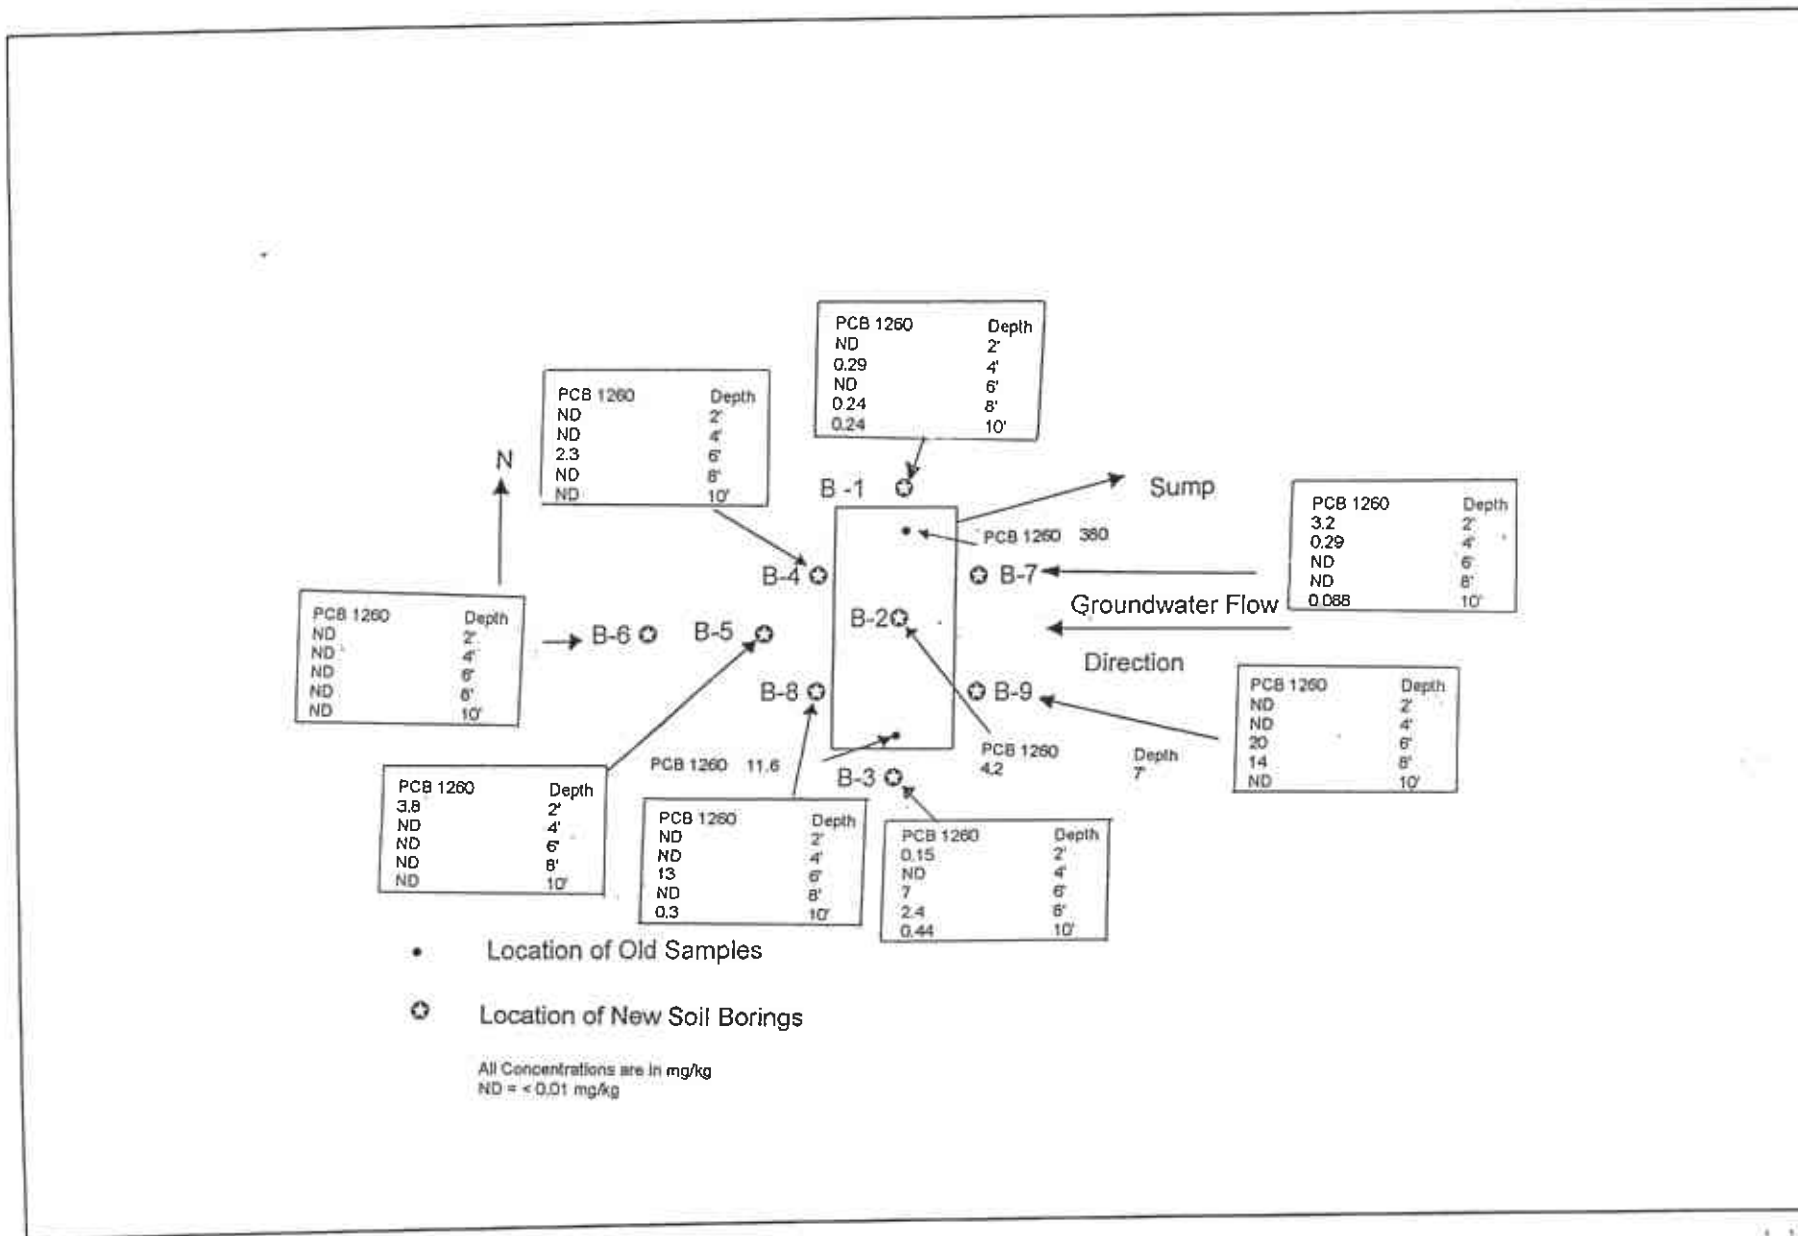 PCB 1260 Depth
ND 2'
0.29 4'
ND 6'
0.24 8'
0.24 10'
PCB 1260 Depth
ND 2'
ND 4'
2.3 6'
ND 8'
ND 10'
N
B -1
Sump
PCB 1260 380
PCB 1260 Depth
3.2 2'
0.29 4'
ND 6'
ND 8'
0.088 10'
B-4
B-7
Groundwater Flow
Direction
PCB 1260 Depth
ND 2'
ND 4'
ND 6'
ND 8'
ND 10'
B-6
B-5
B-2
B-8
B-9
PCB 1260 Depth
ND 2'
ND 4'
20 6'
14 8'
ND 10'
PCB 1260 11.6
PCB 1260 Depth
4.2 7'
B-3
PCB 1260 Depth
3.8 2'
ND 4'
ND 6'
ND 8'
ND 10'
PCB 1260 Depth
ND 2'
ND 4'
13 6'
ND 8'
0.3 10'
PCB 1260 Depth
0.15 2'
ND 4'
7 6'
2.4 8'
0.44 10'
Location of Old Samples
Location of New Soil Borings
All Concentrations are in mg/kg
ND = < 0.01 mg/kg